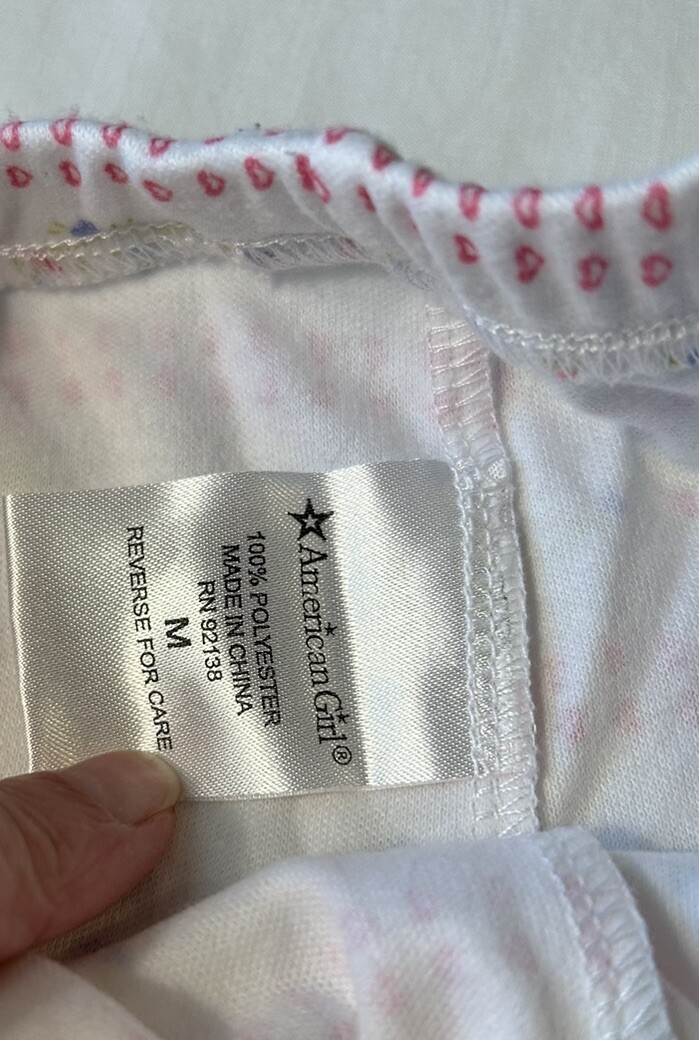 American Girl®
100% POLYESTER
MADE IN CHINA
RN 92138
M
REVERSE FOR CARE